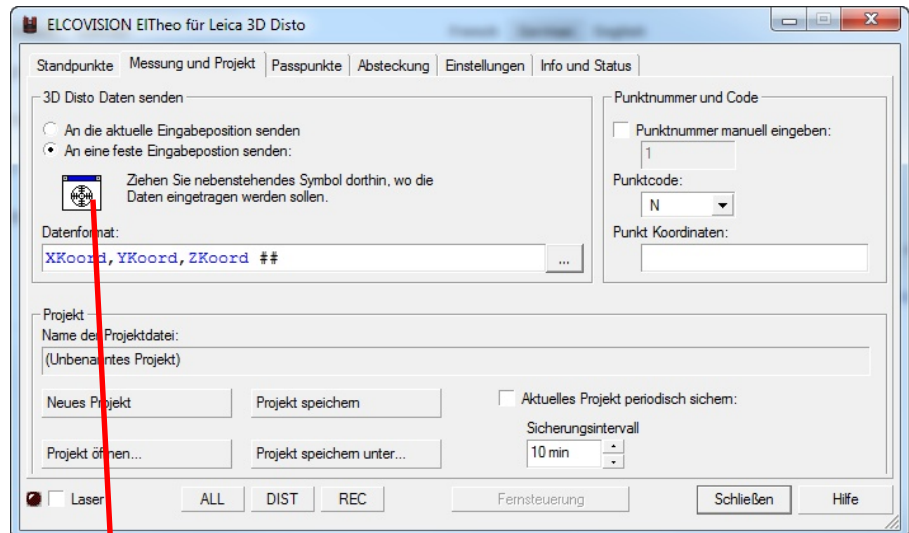 ELCOVISION ElTheo für Leica 3D Disto
Standpunkte Messung und Projekt Passpunkte Absteckung Einstellungen Info und Status
3D Disto Daten senden
An die aktuelle Eingabeposition senden
An eine feste Eingabepostion senden:
Ziehen Sie nebenstehendes Symbol dorthin, wo die
Daten eingetragen werden sollen.
Datenformat:
XKoord,YKoord,ZKoord ##
...
Punktnummer und Code
Punktnummer manuell eingeben:
1
Punktcode:
N
Punkt Koordinaten:
Projekt
Name der Projektdatei:
(Unbenanntes Projekt)
Neues Projekt Projekt speichern
Projekt öffnen... Projekt speichern unter...
Aktuelles Projekt periodisch sichern:
Sicherungsintervall
10 min
Laser ALL DIST REC Fernsteuerung Schließen Hilfe